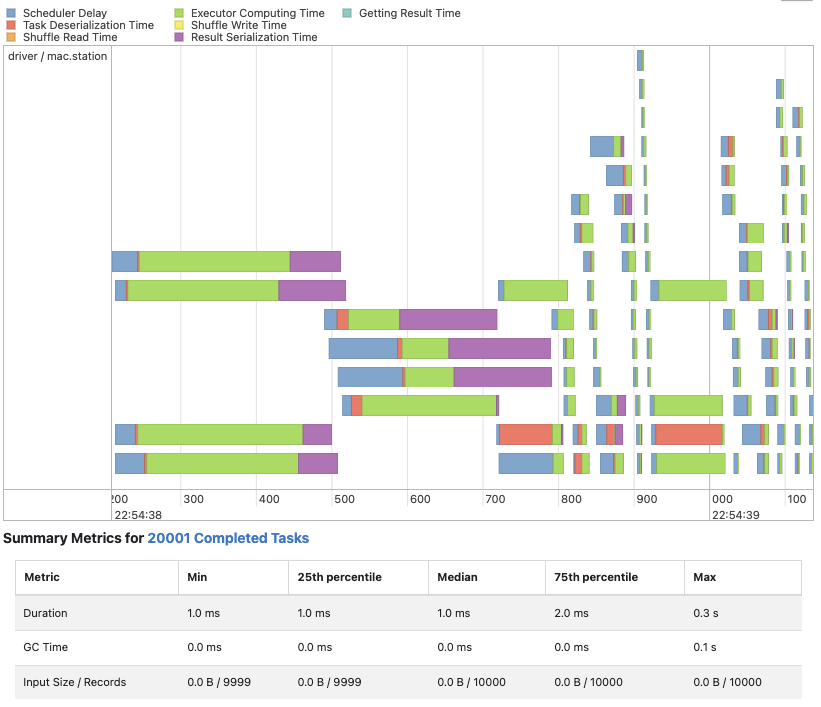 Scheduler Delay Executor Computing Time Getting Result Time
Task Deserialization Time Shuffle Write Time
Shuffle Read Time Result Serialization Time
driver / mac.station
200 300 400 500 600 700 800 900 000 100
22:54:38 22:54:39
Summary Metrics for 20001 Completed Tasks
Metric Min 25th percentile Median 75th percentile Max
Duration 1.0 ms 1.0 ms 1.0 ms 2.0 ms 0.3 s
GC Time 0.0 ms 0.0 ms 0.0 ms 0.0 ms 0.1 s
Input Size / Records 0.0 B / 9999 0.0 B / 9999 0.0 B / 10000 0.0 B / 10000 0.0 B / 10000